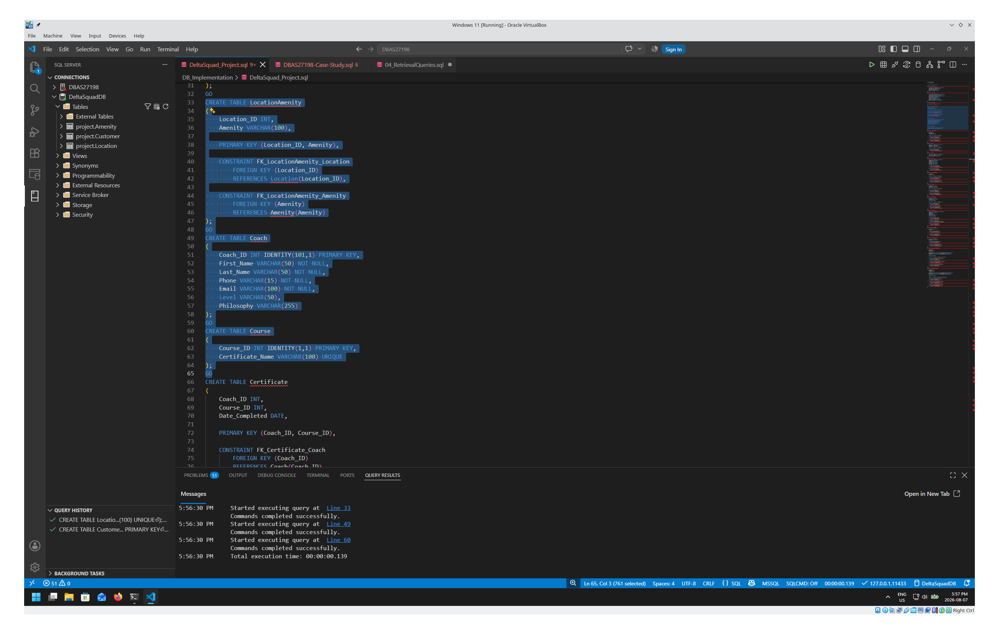 Windows 11 [Running] - Oracle VirtualBox
File Machine View Input Devices Help
File Edit Selection View Go Run Terminal Help
DBAS27198
Sign In
SQL SERVER
DeltaSquad_Project.sql 9+
DBAS27198-Case-Study.sql 6
04_RetrievalQueries.sql
DB_Implementation > DeltaSquad_Project.sql
1
CONNECTIONS
DBAS27198
DeltaSquadDB
Tables
External Tables
project.Amenity
project.Customer
project.Location
Views
Synonyms
Programmability
External Resources
Service Broker
Storage
Security
31 );
32 GO
33 CREATE TABLE LocationAmenity
34 (
35 Location_ID INT,
36 Amenity VARCHAR(100),
37
38 PRIMARY KEY (Location_ID, Amenity),
39
40 CONSTRAINT FK_LocationAmenity_Location
41 FOREIGN KEY (Location_ID)
42 REFERENCES Location(Location_ID),
43
44 CONSTRAINT FK_LocationAmenity_Amenity
45 FOREIGN KEY (Amenity)
46 REFERENCES Amenity(Amenity)
47 );
48 GO
49 CREATE TABLE Coach
50 (
51 Coach_ID INT IDENTITY(101,1) PRIMARY KEY,
52 First_Name VARCHAR(50) NOT NULL,
53 Last_Name VARCHAR(50) NOT NULL,
54 Phone VARCHAR(15) NOT NULL,
55 Email VARCHAR(100) NOT NULL,
56 Level VARCHAR(50),
57 Philosophy VARCHAR(255)
58 );
59 GO
60 CREATE TABLE Course
61 (
62 Course_ID INT IDENTITY(1,1) PRIMARY KEY,
63 Certificate_Name VARCHAR(100) UNIQUE
64 );
65 GO
66 CREATE TABLE Certificate
67 (
68 Coach_ID INT,
69 Course_ID INT,
70 Date_Completed DATE,
71
72 PRIMARY KEY (Coach_ID, Course_ID),
73
74 CONSTRAINT FK_Certificate_Coach
75 FOREIGN KEY (Coach_ID)
76 REFERENCES Coach(Coach_ID)
PROBLEMS 51 OUTPUT DEBUG CONSOLE TERMINAL PORTS QUERY RESULTS
Messages
Open in New Tab
5:56:30 PM Started executing query at Line 33
Commands completed successfully.
5:56:30 PM Started executing query at Line 49
Commands completed successfully.
5:56:30 PM Started executing query at Line 60
Commands completed successfully.
5:56:30 PM Total execution time: 00:00:00.139
QUERY HISTORY
CREATE TABLE Locatio...(100) UNIQUE⏎);...
CREATE TABLE Custome... PRIMARY KEY⏎...
BACKGROUND TASKS
51 0
Ln 65, Col 3 (761 selected) Spaces: 4 UTF-8 CRLF {} SQL MSSQL SQLCMD: Off 00:00:00.139 127.0.0.1,11433 DeltaSquadDB
ENG
US
5:57 PM
2026-08-07
Right Ctrl